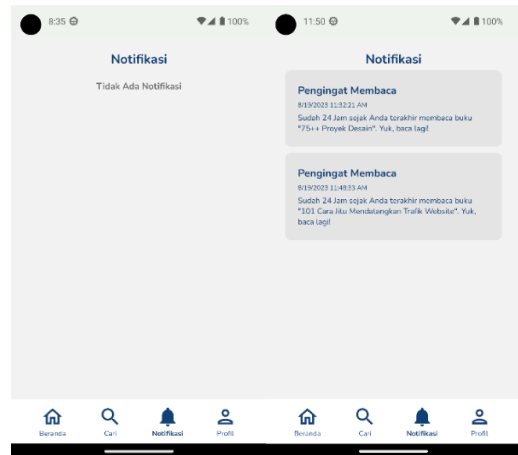 8:35
100%
Notifikasi
Tidak Ada Notifikasi
Beranda
Cari
Notifikasi
Profil
11:50
100%
Notifikasi
Pengingat Membaca
8/19/2023 11:32:21 AM
Sudah 24 Jam sejak Anda terakhir membaca buku
"75++ Proyek Desain". Yuk, baca lagi!
Pengingat Membaca
8/19/2023 11:48:33 AM
Sudah 24 Jam sejak Anda terakhir membaca buku
"101 Cara Jitu Mendatangkan Trafik Website". Yuk,
baca lagi!
Beranda
Cari
Notifikasi
Profil